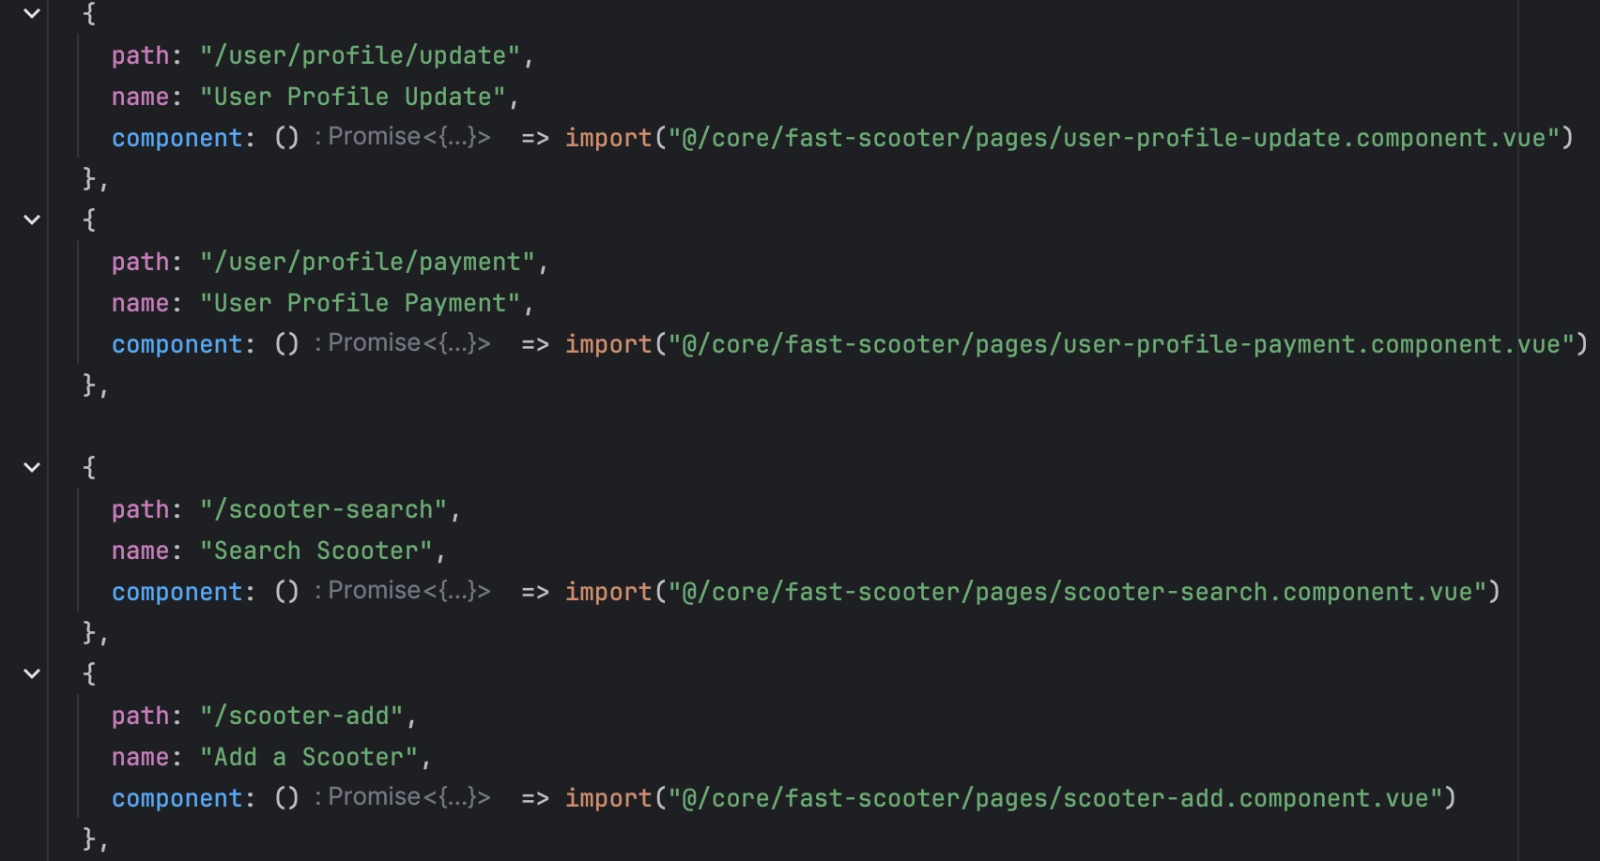 {
path: "/user/profile/update",
name: "User Profile Update",
component: () : Promise<{...}> => import("@/core/fast-scooter/pages/user-profile-update.component.vue")
},
{
path: "/user/profile/payment",
name: "User Profile Payment",
component: () : Promise<{...}> => import("@/core/fast-scooter/pages/user-profile-payment.component.vue")
},
{
path: "/scooter-search",
name: "Search Scooter",
component: () : Promise<{...}> => import("@/core/fast-scooter/pages/scooter-search.component.vue")
},
{
path: "/scooter-add",
name: "Add a Scooter",
component: () : Promise<{...}> => import("@/core/fast-scooter/pages/scooter-add.component.vue")
},